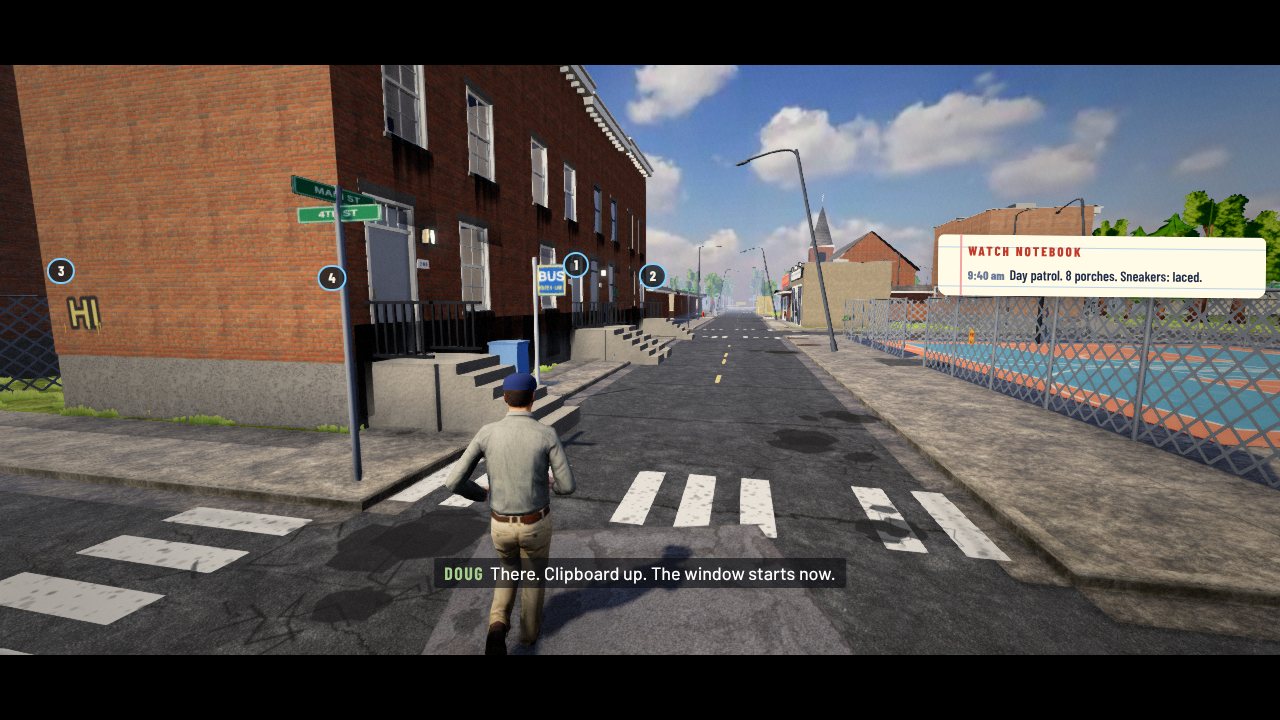 MAIN ST
4TH ST
BUS
3
1
2
4
HI
WATCH NOTEBOOK
9:40 am Day patrol. 8 porches. Sneakers: laced.
DOUG There. Clipboard up. The window starts now.